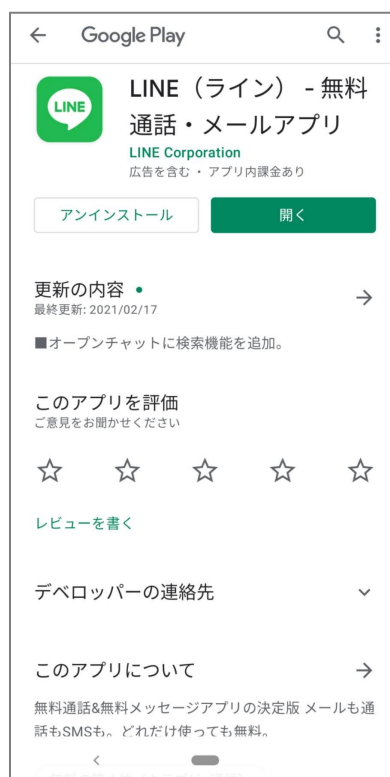 Google Play
LINE
LINE（ライン） - 無料
通話・メールアプリ
LINE Corporation
広告を含む・アプリ内課金あり
アンインストール
開く
更新の内容
最終更新: 2021/02/17
■オープンチャットに検索機能を追加。
このアプリを評価
ご意見をお聞かせください
レビューを書く
デベロッパーの連絡先
このアプリについて
無料通話&無料メッセージアプリの決定版 メールも通
話もSMSも。どれだけ使っても無料。